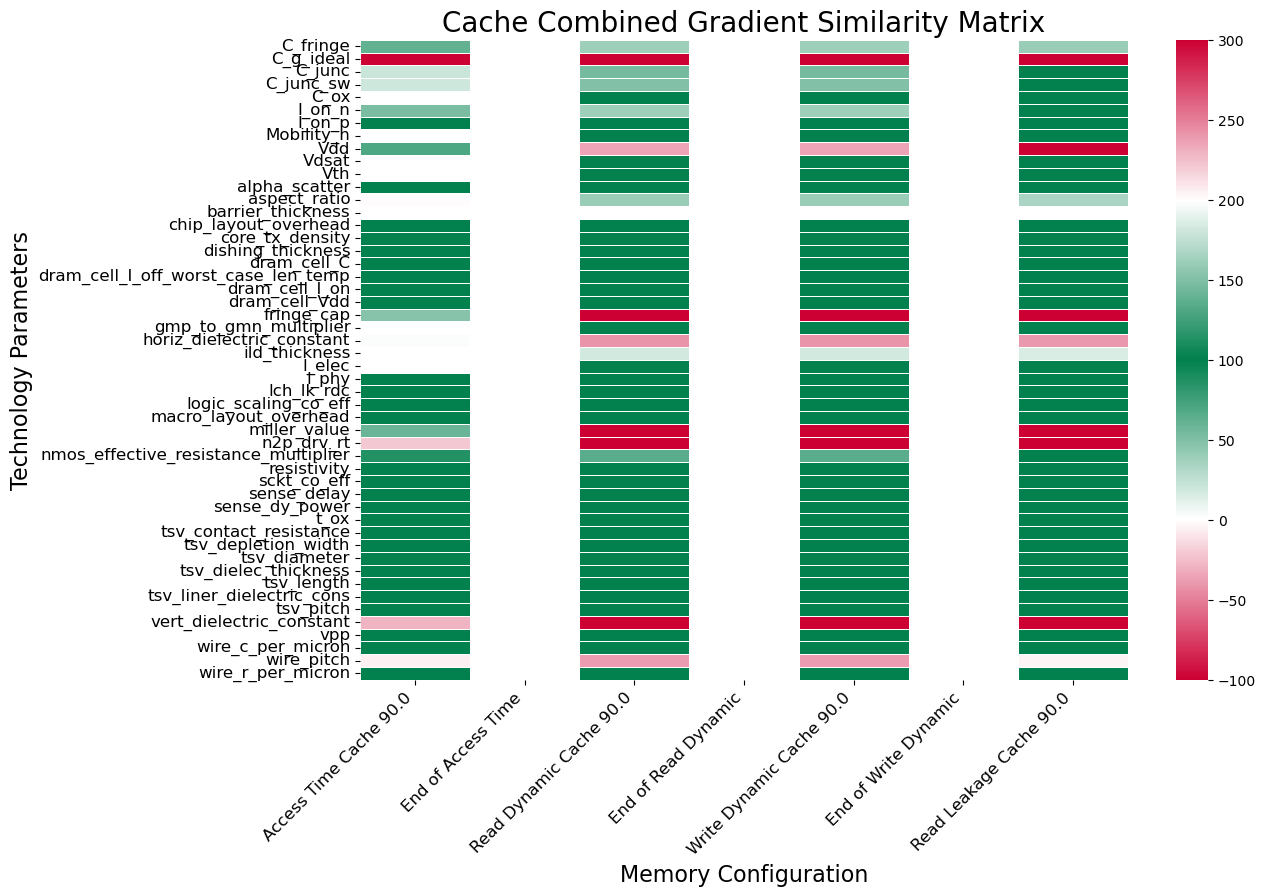 Cache Combined Gradient Similarity Matrix
Technology Parameters
C_fringe
C_g_ideal
C_junc
C_junc_sw
C_ox
I_on_n
I_on_p
Mobility_n
Vdd
Vdsat
Vth
alpha_scatter
aspect_ratio
barrier_thickness
chip_layout_overhead
core_tx_density
dishing_thickness
dram_cell_C
dram_cell_I_off_worst_case_len_temp
dram_cell_I_on
dram_cell_Vdd
fringe_cap
gmp_to_gmn_multiplier
horiz_dielectric_constant
ild_thickness
l_elec
l_phy
lch_lk_rdc
logic_scaling_co_eff
macro_layout_overhead
miller_value
n2p_drv_rt
nmos_effective_resistance_multiplier
resistivity
sckt_co_eff
sense_delay
sense_dy_power
t_ox
tsv_contact_resistance
tsv_depletion_width
tsv_diameter
tsv_dielec_thickness
tsv_length
tsv_liner_dielectric_cons
tsv_pitch
vert_dielectric_constant
vpp
wire_c_per_micron
wire_pitch
wire_r_per_micron
300
250
200
150
100
50
0
−50
−100
Access Time Cache 90.0
End of Access Time
Read Dynamic Cache 90.0
End of Read Dynamic
Write Dynamic Cache 90.0
End of Write Dynamic
Read Leakage Cache 90.0
Memory Configuration